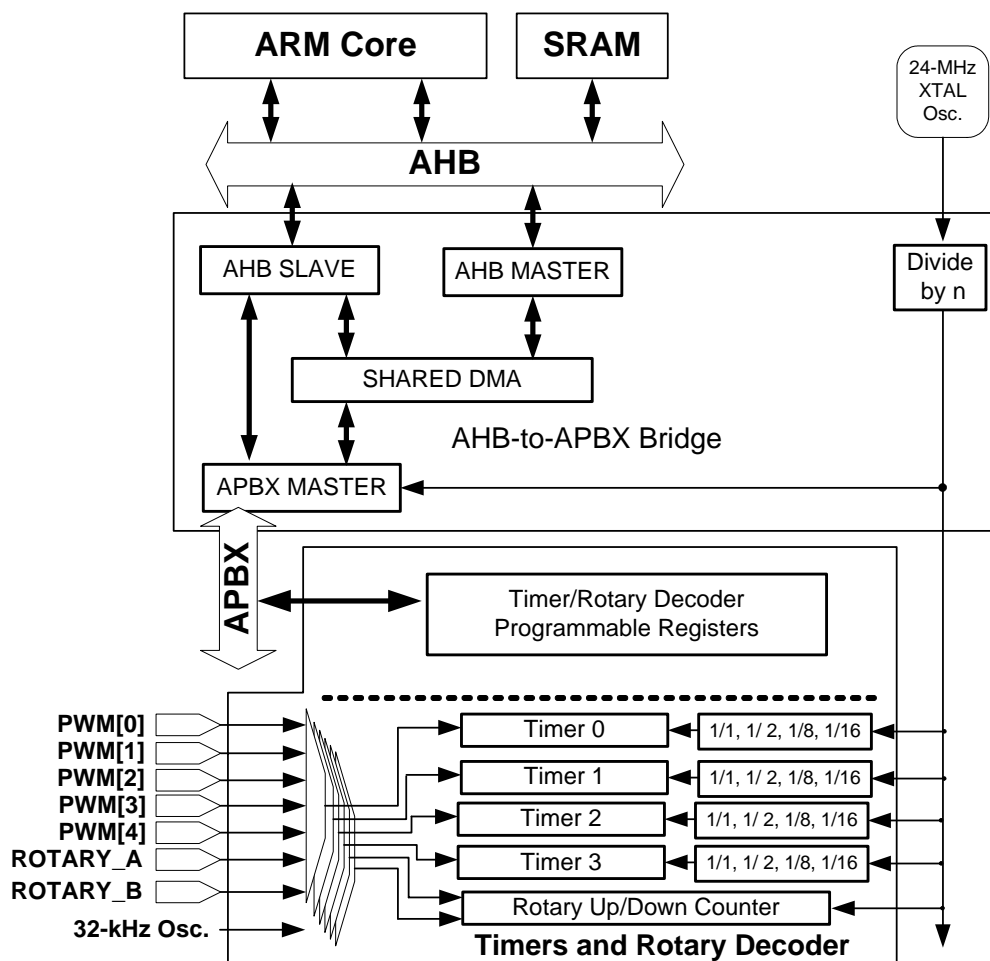 ARM Core
SRAM
24-MHz
XTAL
Osc.
AHB
AHB SLAVE
AHB MASTER
Divide
by n
SHARED DMA
AHB-to-APBX Bridge
APBX MASTER
APBX
Timer/Rotary Decoder
Programmable Registers
PWM[0]
Timer 0
1/1, 1/ 2, 1/8, 1/16
PWM[1]
Timer 1
1/1, 1/ 2, 1/8, 1/16
PWM[2]
PWM[3]
Timer 2
1/1, 1/ 2, 1/8, 1/16
PWM[4]
ROTARY_A
Timer 3
1/1, 1/ 2, 1/8, 1/16
ROTARY_B
Rotary Up/Down Counter
32-kHz Osc.
Timers and Rotary Decoder